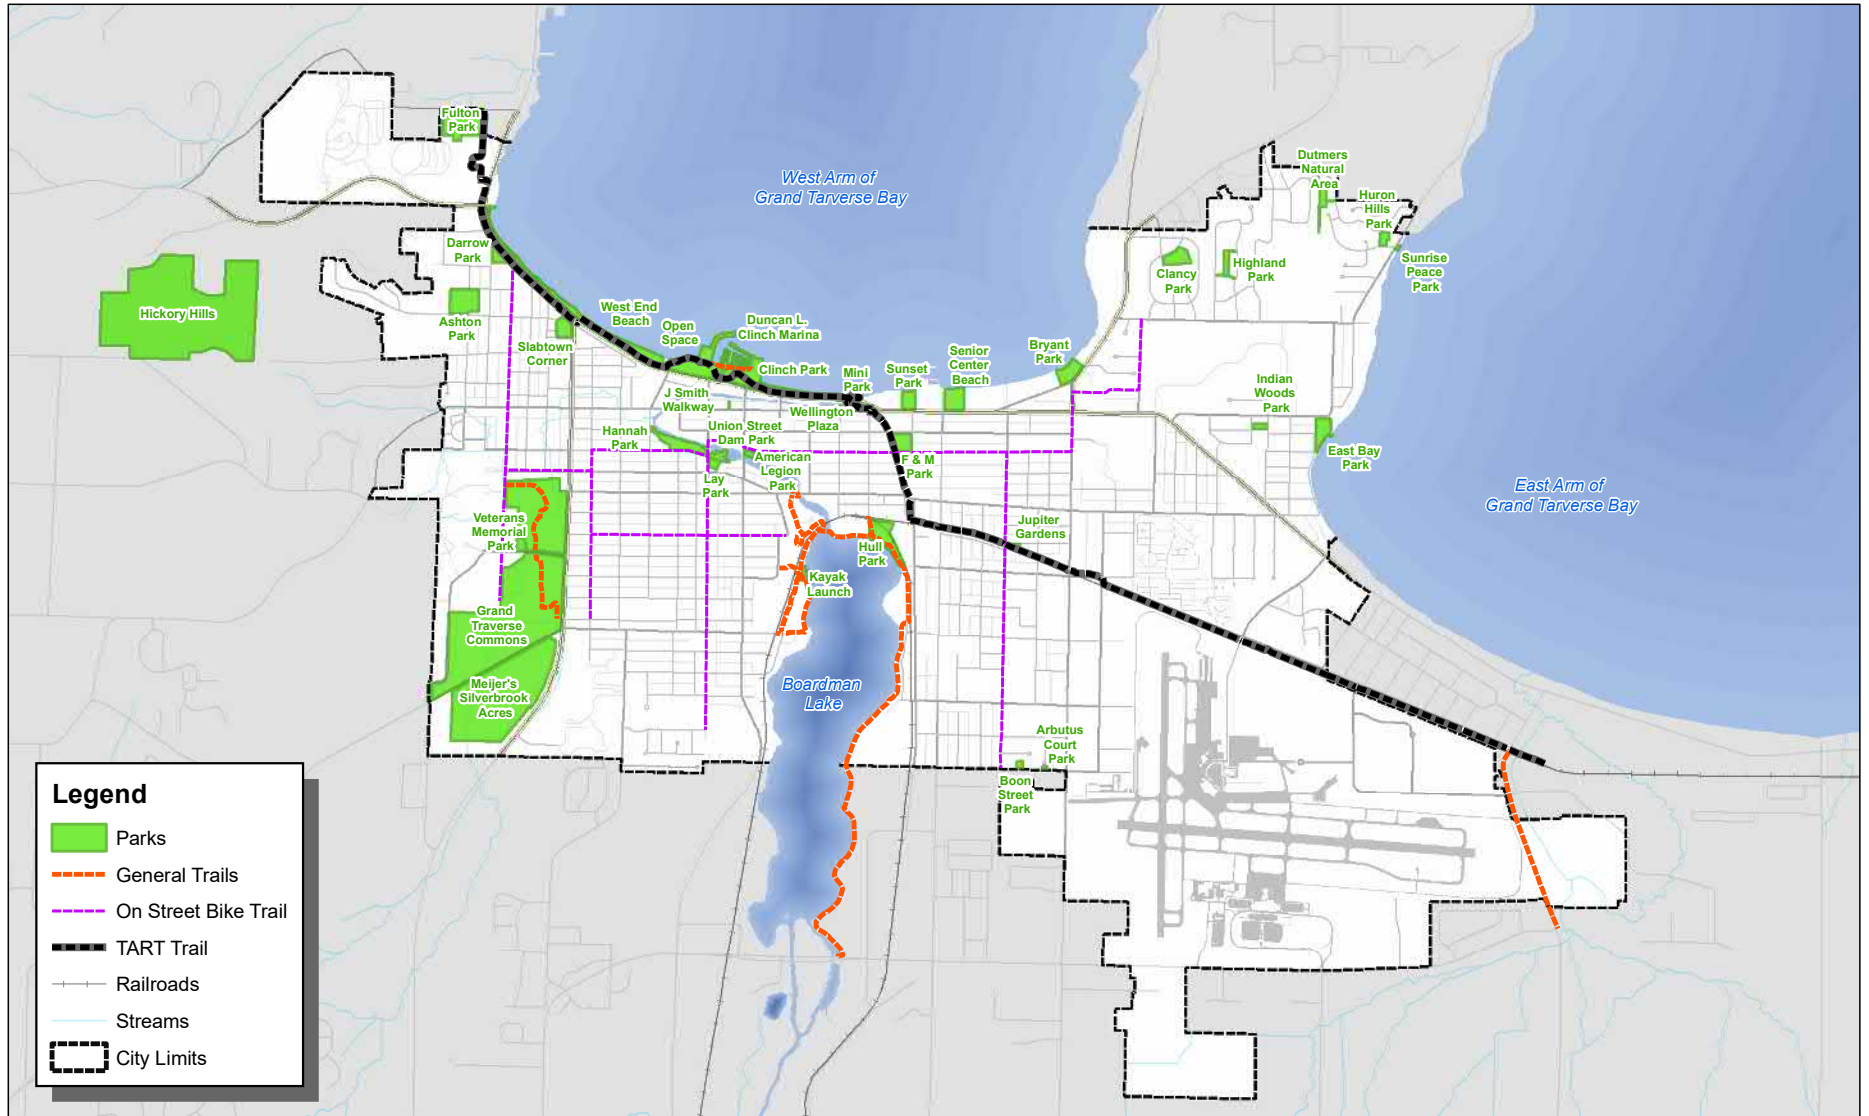 Fulton
Park
West Arm of
Grand Tarverse Bay
Dutmers
Natural
Area
Huron
Hills
Park
Darrow
Park
Clancy
Park
Highland
Park
Sunrise
Peace
Park
Hickory Hills
Ashton
Park
Slabtown
Corner
West End
Beach
Open
Space
Duncan L.
Clinch Marina
Clinch Park
Mini
Park
Sunset
Park
Senior
Center
Beach
Bryant
Park
Indian
Woods
Park
J Smith
Walkway
Wellington
Plaza
Hannah
Park
Union Street
Dam Park
American
Legion
Park
Lay
Park
F & M
Park
East Bay
Park
East Arm of
Grand Tarverse Bay
Veterans
Memorial
Park
Jupiter
Gardens
Hull
Park
Kayak
Launch
Grand
Traverse
Commons
Meijer's
Silverbrook
Acres
Boardman
Lake
Arbutus
Court
Park
Boon
Street
Park
Legend
Parks
General Trails
On Street Bike Trail
TART Trail
Railroads
Streams
City Limits